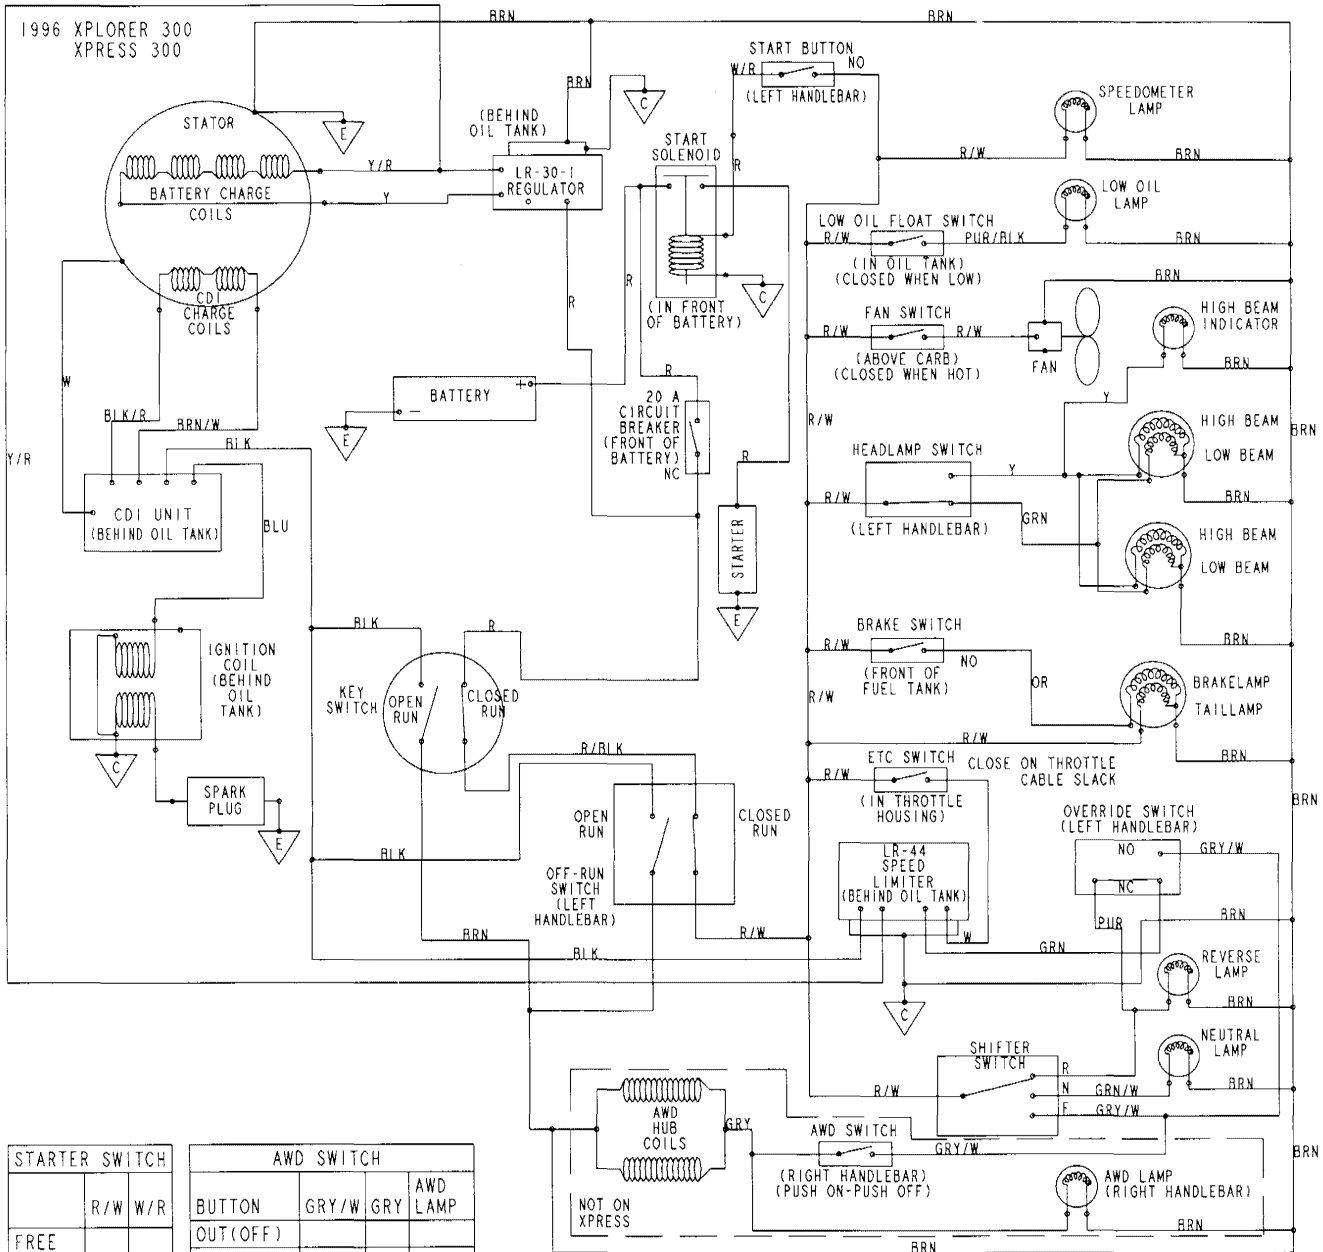 1996 XPLORER 300
XPRESS 300
BRN
BRN
STATOR
E
BATTERY CHARGE
COILS
CDI
CHARGE
COILS
Y/R
Y
(BEHIND
OIL TANK)
BRN
C
LR-30-1
REGULATOR
R
START
SOLENOID
R
R
(IN FRONT
OF BATTERY)
C
W/R
START BUTTON
NO
(LEFT HANDLEBAR)
SPEEDOMETER
LAMP
R/W
BRN
LOW OIL
LAMP
LOW OIL FLOAT SWITCH
R/W
PUR/BLK
BRN
(IN OIL TANK)
(CLOSED WHEN LOW)
BRN
FAN SWITCH
R/W
R/W
(ABOVE CARB)
(CLOSED WHEN HOT)
FAN
HIGH BEAM
INDICATOR
BRN
Y
W
BLK/R
BRN/W
BLK
Y/R
CDI UNIT
(BEHIND OIL TANK)
BLU
BATTERY
+
-
E
R
20 A
CIRCUIT
BREAKER
(FRONT OF
BATTERY)
NC
R
STARTER
E
R/W
HEADLAMP SWITCH
Y
R/W
GRN
(LEFT HANDLEBAR)
HIGH BEAM
LOW BEAM
BRN
BRN
HIGH BEAM
LOW BEAM
BRN
IGNITION
COIL
(BEHIND
OIL
TANK)
C
SPARK
PLUG
E
BLK
R
KEY
SWITCH
OPEN
RUN
CLOSED
RUN
BRAKE SWITCH
R/W
NO
(FRONT OF
FUEL TANK)
OR
R/W
BRAKELAMP
TAILLAMP
R/W
BRN
R/BLK
OPEN
RUN
CLOSED
RUN
OFF-RUN
SWITCH
(LEFT
HANDLEBAR)
BLK
BRN
BLK
R/W
ETC SWITCH
R/W
(IN THROTTLE
HOUSING)
CLOSE ON THROTTLE
CABLE SLACK
BRN
OVERRIDE SWITCH
(LEFT HANDLEBAR)
NO
GRY/W
NC
PUR
BRN
LR-44
SPEED
LIMITER
(BEHIND OIL TANK)
W
GRN
C
REVERSE
LAMP
BRN
NEUTRAL
LAMP
BRN
SHIFTER
SWITCH
R/W
R
N
GRN/W
F
GRY/W
AWD
HUB
COILS
GRY
AWD SWITCH
GRY/W
(RIGHT HANDLEBAR)
(PUSH ON-PUSH OFF)
BRN
AWD LAMP
(RIGHT HANDLEBAR)
NOT ON
XPRESS
BRN
BRN
STARTER SWITCH
R/W W/R
FREE
AWD SWITCH
BUTTON GRY/W GRY AWD LAMP
OUT(OFF)